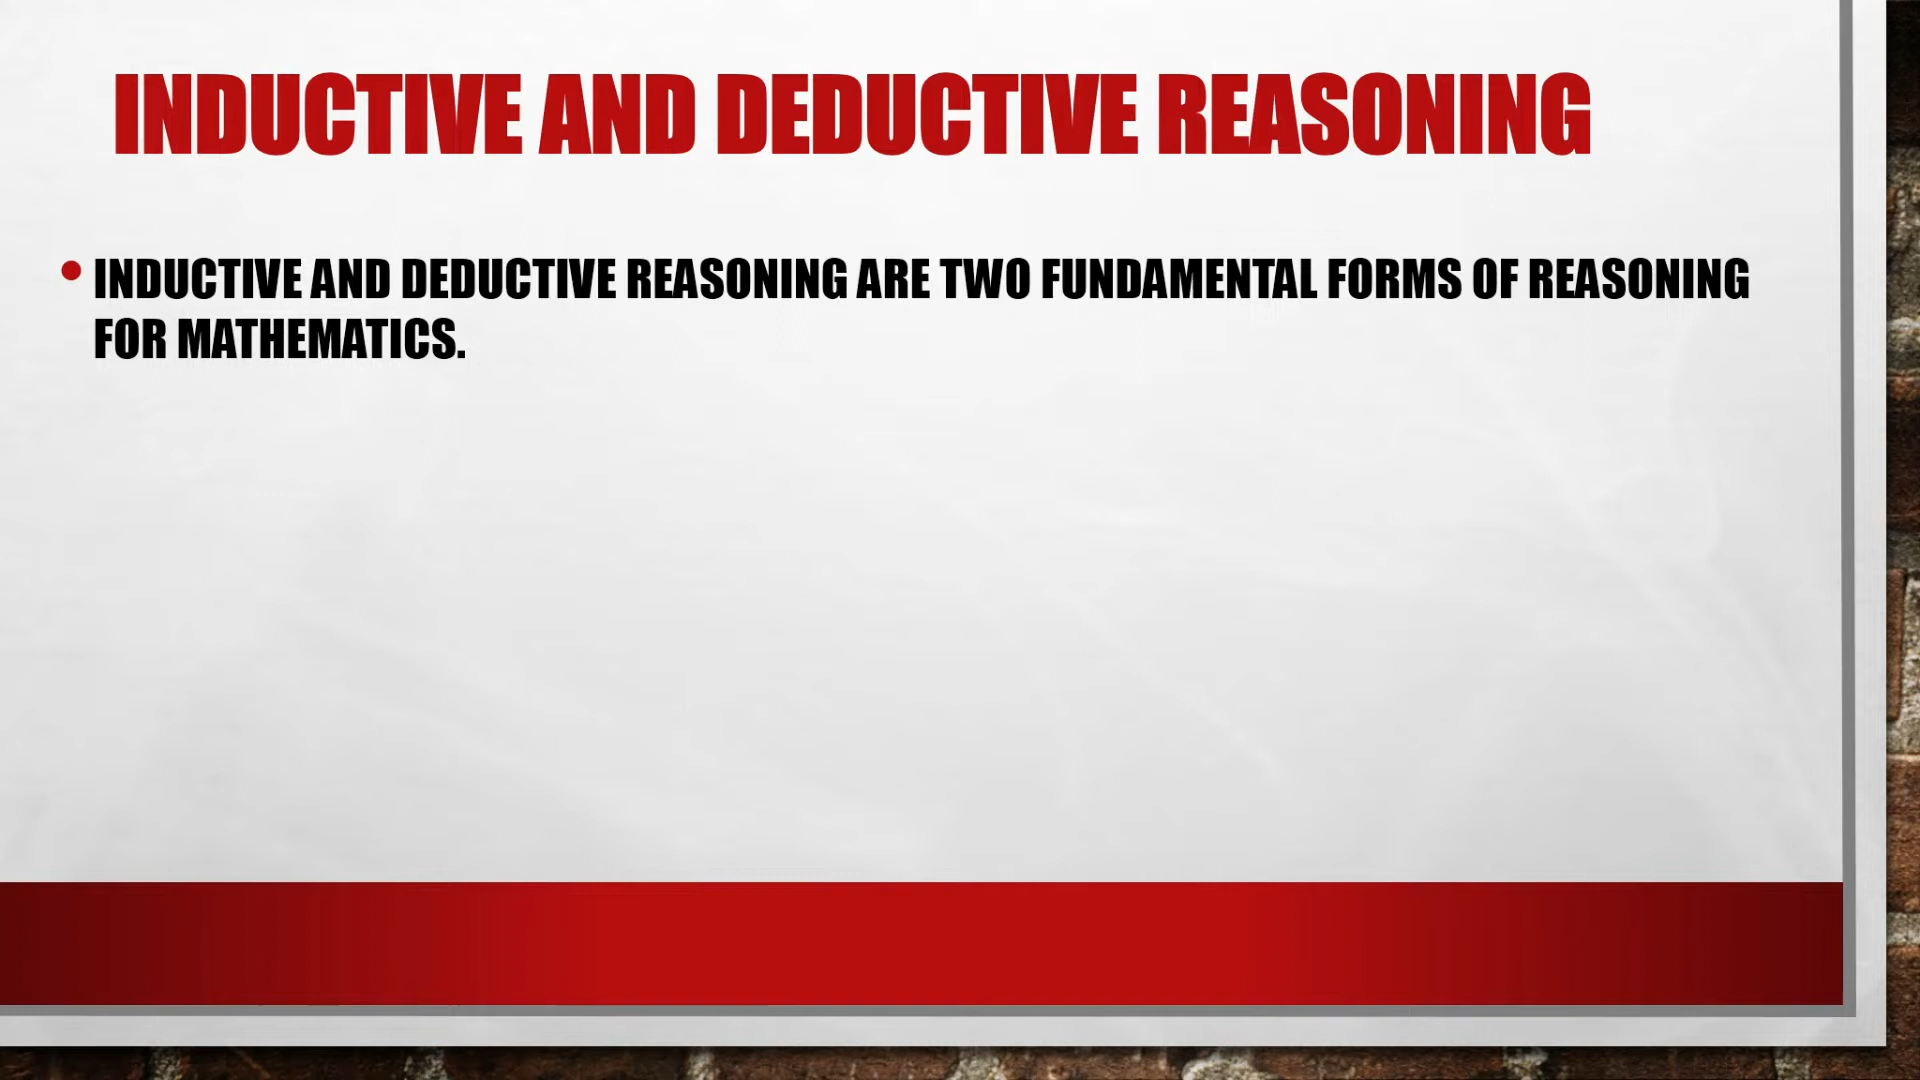 INDUCTIVE AND DEDUCTIVE REASONING
• INDUCTIVE AND DEDUCTIVE REASONING ARE TWO FUNDAMENTAL FORMS OF REASONING
FOR MATHEMATICS.